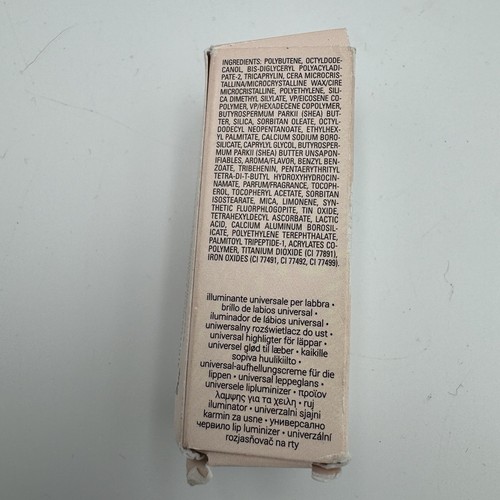 INGREDIENTS: POLYBUTENE, OCTYLDODE-
CANOL, BIS-DIGLYCERYL POLYACYLADI-
PATE-2, TRICAPRYLIN, CERA MICROCRIS-
TALLINA/MICROCRYSTALLINE WAX/CIRE
MICROCRISTALLINE, POLYETHYLENE, SILI-
CA DIMETHYL SILYLATE, VP/EICOSENE CO-
POLYMER, VP/HEXADECENE COPOLYMER,
BUTYROSPERMUM PARKII (SHEA) BUT-
TER, SILICA, SORBITAN OLEATE, OCTYL-
DODECYL NEOPENTANOATE, ETHYLHEX-
YL PALMITATE, CALCIUM SODIUM BORO-
SILICATE, CAPRYLYL GLYCOL, BUTYROSPER-
MUM PARKII (SHEA) BUTTER UNSAPON-
IFIABLES, AROMA/FLAVOR, BENZYL BEN-
ZOATE, TRIBEHENIN, PENTAERYTHRITYL
TETRA-DI-T-BUTYL HYDROXYHYDROCIN-
NAMATE, PARFUM/FRAGRANCE, TOCOPH-
EROL, TOCOPHERYL ACETATE, SORBITAN
ISOSTEARATE, MICA, LIMONENE, SYN-
THETIC FLUORPHLOGOPITE, TIN OXIDE,
TETRAHEXYLDECYL ASCORBATE, LACTIC
ACID, CALCIUM ALUMINUM BOROSIL-
ICATE, POLYETHYLENE TEREPHTHALATE,
PALMITOYL TRIPEPTIDE-1, ACRYLATES CO-
POLYMER, TITANIUM DIOXIDE (CI 77891),
IRON OXIDES (CI 77491, CI 77492, CI 77499).
illuminante universale per labbra •
brillo de labios universal •
iluminador de lábios universal •
uniwersalny rozświetlacz do ust •
universal highlighter för läppar •
universel glød til læber • kaikille
sopiva huulikiilto •
universal-aufhellungscreme für die
lippen • universal leppeglans •
universele lipluminizer • προϊον
λαμψης για τα χειλη • ruj
iluminator • univerzalni sjajni
karmin za usne • универсално
червило lip luminizer • univerzální
rozjasňovač na rty